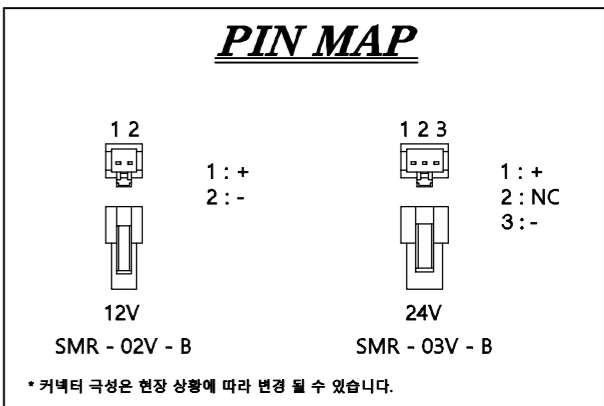 PIN MAP
1 2
1 : +
2 : -
12V
SMR - 02V - B
1 2 3
1 : +
2 : NC
3 : -
24V
SMR - 03V - B
* 커넥터 극성은 현장 상황에 따라 변경 될 수 있습니다.